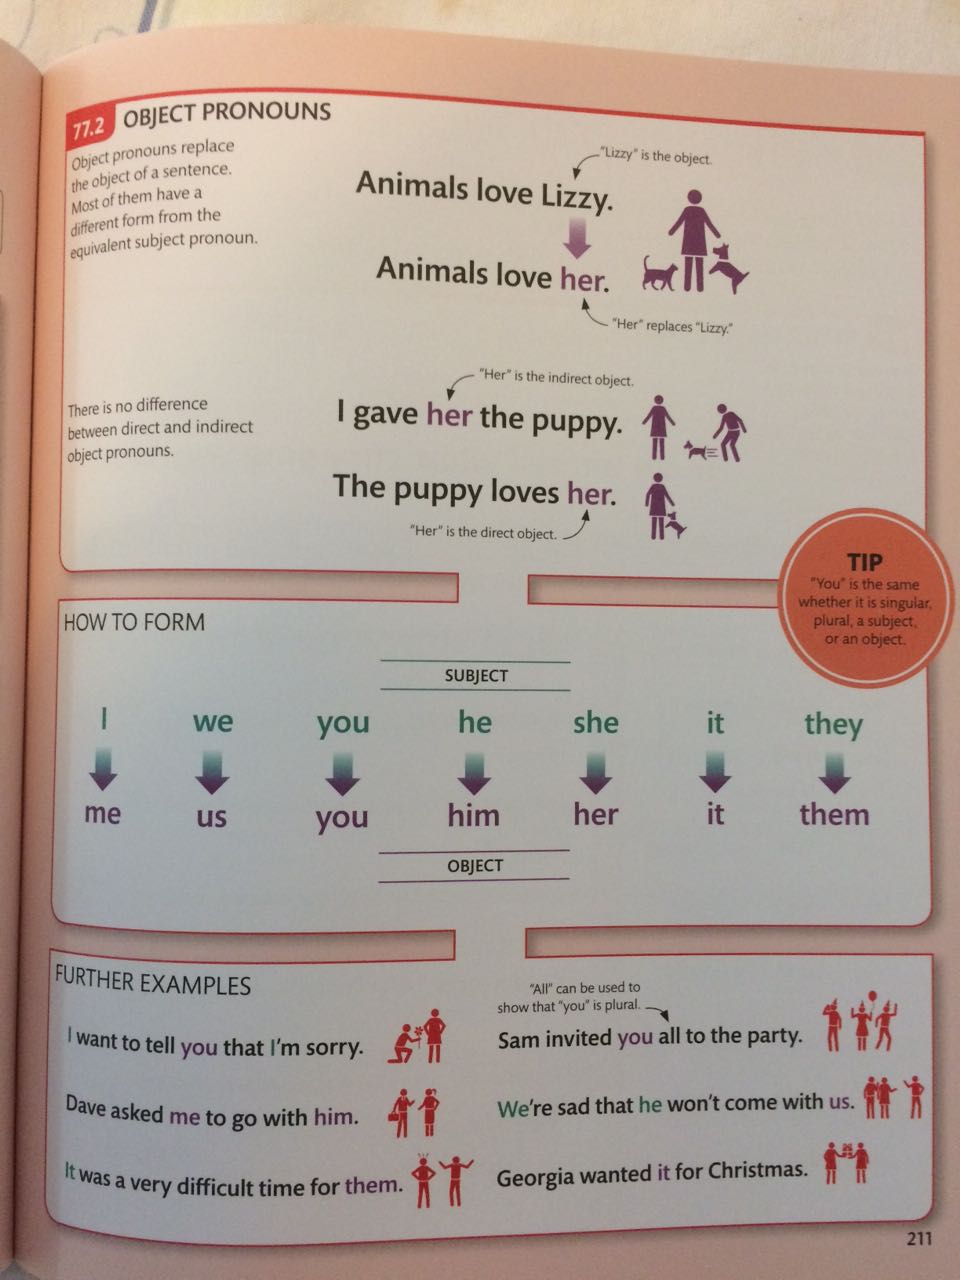 77.2 OBJECT PRONOUNS
Object pronouns replace
the object of a sentence.
Most of them have a
different form from the
equivalent subject pronoun.
"Lizzy" is the object.
Animals love Lizzy.
Animals love her.
"Her" replaces "Lizzy."
There is no difference
between direct and indirect
object pronouns.
"Her" is the indirect object.
I gave her the puppy.
The puppy loves her.
"Her" is the direct object.
TIP
"You" is the same
whether it is singular,
plural, a subject,
or an object.
HOW TO FORM
SUBJECT
I we you he she it they
me us you him her it them
OBJECT
FURTHER EXAMPLES
I want to tell you that I'm sorry.
Dave asked me to go with him.
It was a very difficult time for them.
"All" can be used to
show that "you" is plural.
Sam invited you all to the party.
We're sad that he won't come with us.
Georgia wanted it for Christmas.
211